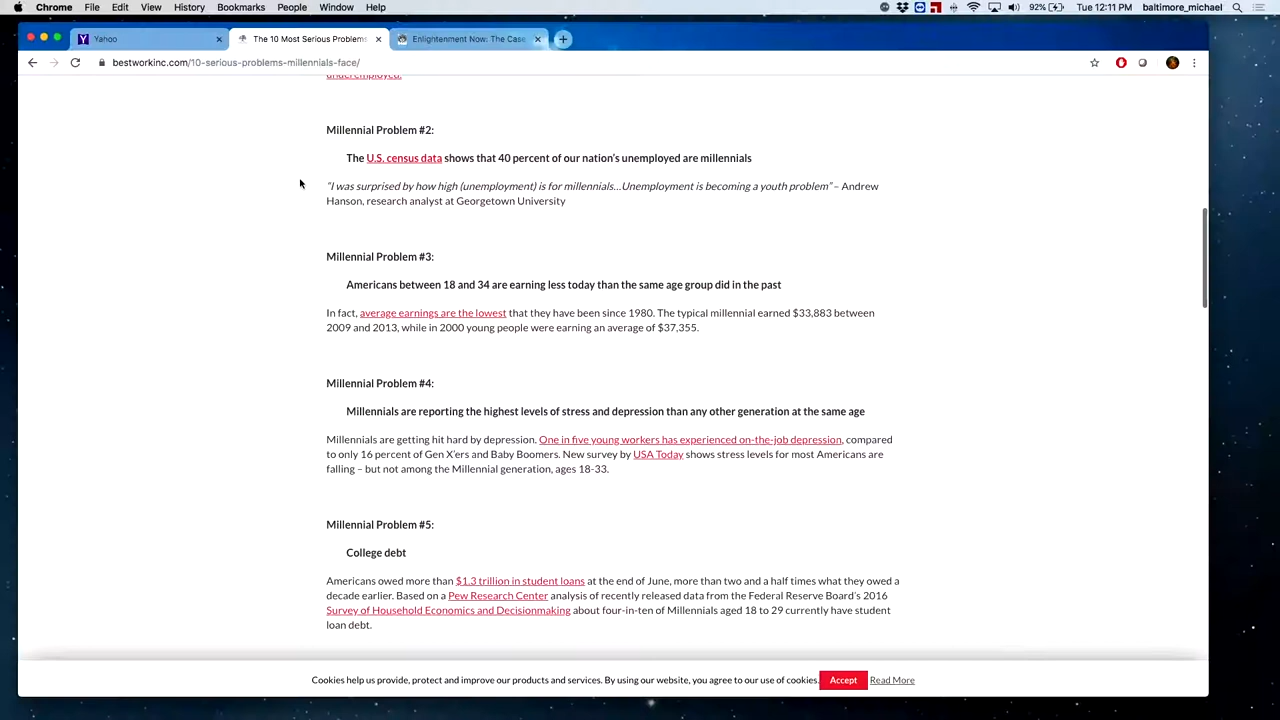 Chrome File Edit View History Bookmarks People Window Help 92% Tue 12:11 PM baltimore_michael
Yahoo The 10 Most Serious Problems Enlightenment Now: The Case
bestworkinc.com/10-serious-problems-millennials-face/
underemployed.
Millennial Problem #2:
The U.S. census data shows that 40 percent of our nation's unemployed are millennials
"I was surprised by how high (unemployment) is for millennials...Unemployment is becoming a youth problem" – Andrew
Hanson, research analyst at Georgetown University
Millennial Problem #3:
Americans between 18 and 34 are earning less today than the same age group did in the past
In fact, average earnings are the lowest that they have been since 1980. The typical millennial earned $33,883 between
2009 and 2013, while in 2000 young people were earning an average of $37,355.
Millennial Problem #4:
Millennials are reporting the highest levels of stress and depression than any other generation at the same age
Millennials are getting hit hard by depression. One in five young workers has experienced on-the-job depression, compared
to only 16 percent of Gen X'ers and Baby Boomers. New survey by USA Today shows stress levels for most Americans are
falling – but not among the Millennial generation, ages 18-33.
Millennial Problem #5:
College debt
Americans owed more than $1.3 trillion in student loans at the end of June, more than two and a half times what they owed a
decade earlier. Based on a Pew Research Center analysis of recently released data from the Federal Reserve Board's 2016
Survey of Household Economics and Decisionmaking about four-in-ten of Millennials aged 18 to 29 currently have student
loan debt.
Cookies help us provide, protect and improve our products and services. By using our website, you agree to our use of cookies. Accept Read More